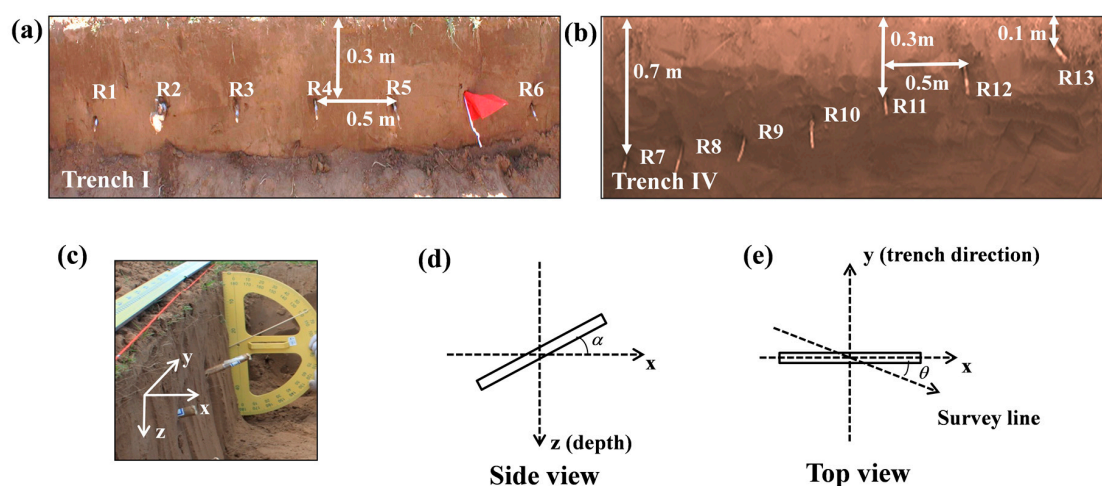 (a)
0.3 m
R1
R2
R3
R4
R5
R6
0.5 m
Trench I
(b)
0.7 m
0.3m
0.1 m
0.5m
R13
R12
R11
R10
R9
R8
R7
Trench IV
(c)
y
x
z
(d)
α
x
z (depth)
Side view
(e)
y (trench direction)
x
θ
Survey line
Top view